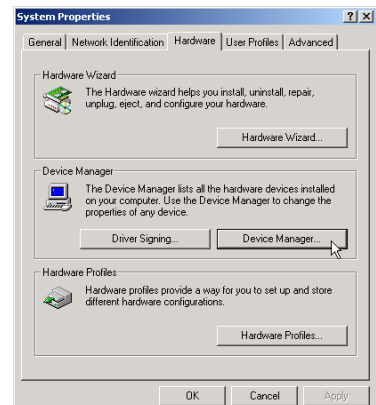 System Properties
General Network Identification Hardware User Profiles Advanced
Hardware Wizard
The Hardware wizard helps you install, uninstall, repair,
unplug, eject, and configure your hardware.
Hardware Wizard...
Device Manager
The Device Manager lists all the hardware devices installed
on your computer. Use the Device Manager to change the
properties of any device.
Driver Signing... Device Manager...
Hardware Profiles
Hardware profiles provide a way for you to set up and store
different hardware configurations.
Hardware Profiles...
OK Cancel Apply